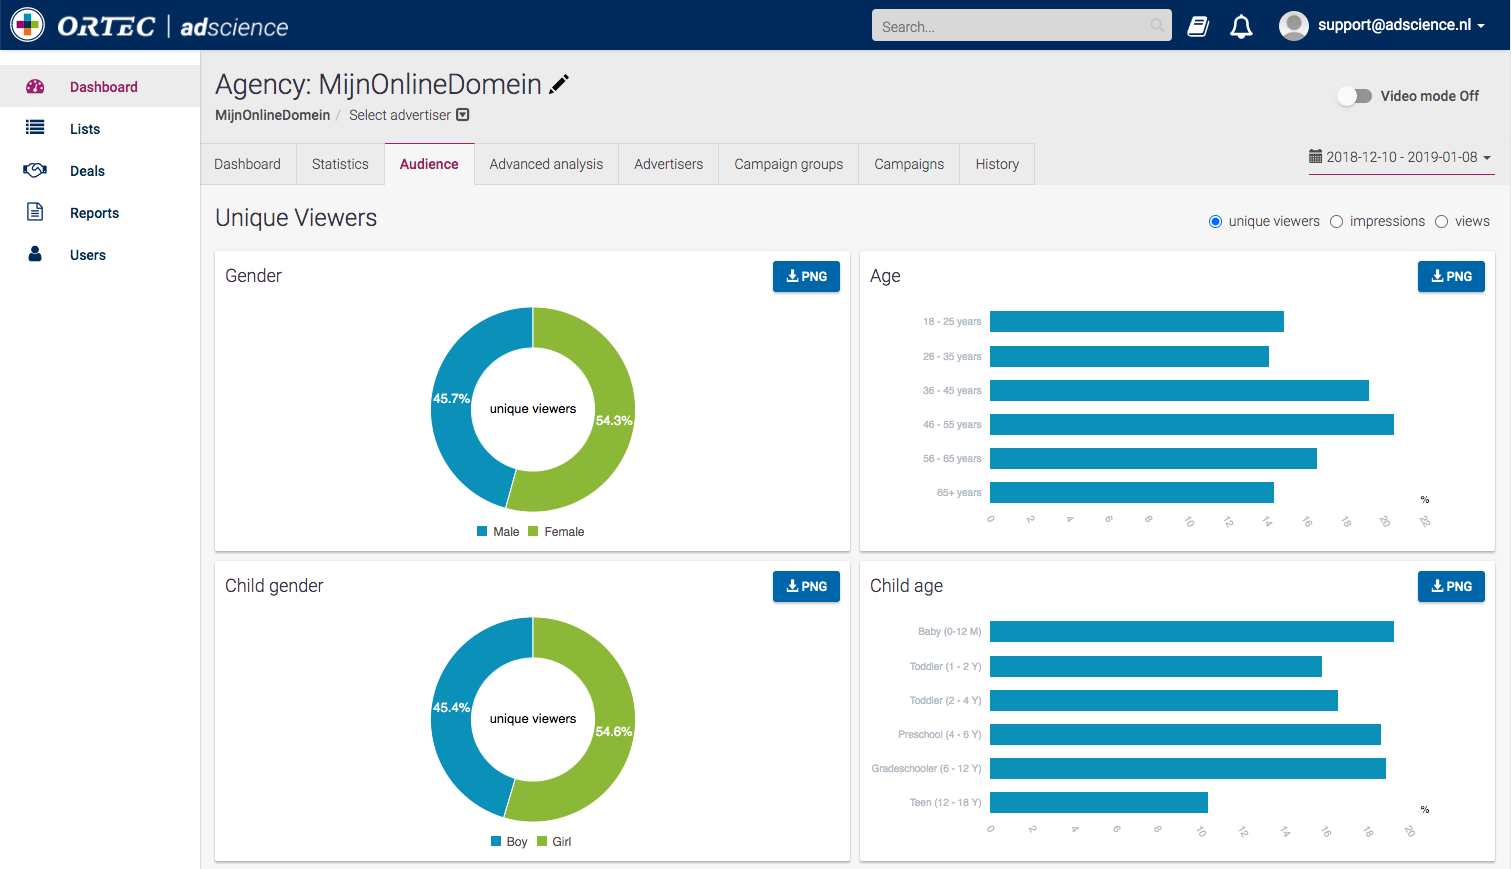 ORTEC | adscience
Search...
support@adscience.nl
Dashboard
Lists
Deals
Reports
Users
Agency: MijnOnlineDomein
MijnOnlineDomein / Select advertiser
Video mode Off
Dashboard Statistics Audience Advanced analysis Advertisers Campaign groups Campaigns History
2018-12-10 - 2019-01-08
Unique Viewers
unique viewers impressions views
Gender
PNG
45.7%
unique viewers
54.3%
Male Female
Age
PNG
18 - 25 years
26 - 35 years
36 - 45 years
46 - 55 years
56 - 65 years
65+ years
%
0 2 4 6 8 10 12 14 16 18 20 22
Child gender
PNG
45.4%
unique viewers
54.6%
Boy Girl
Child age
PNG
Baby (0-12 M)
Toddler (1 - 2 Y)
Toddler (2 - 4 Y)
Preschool (4 - 6 Y)
Gradeschooler (6 - 12 Y)
Teen (12 - 18 Y)
%
0 2 4 6 8 10 12 14 16 18 20